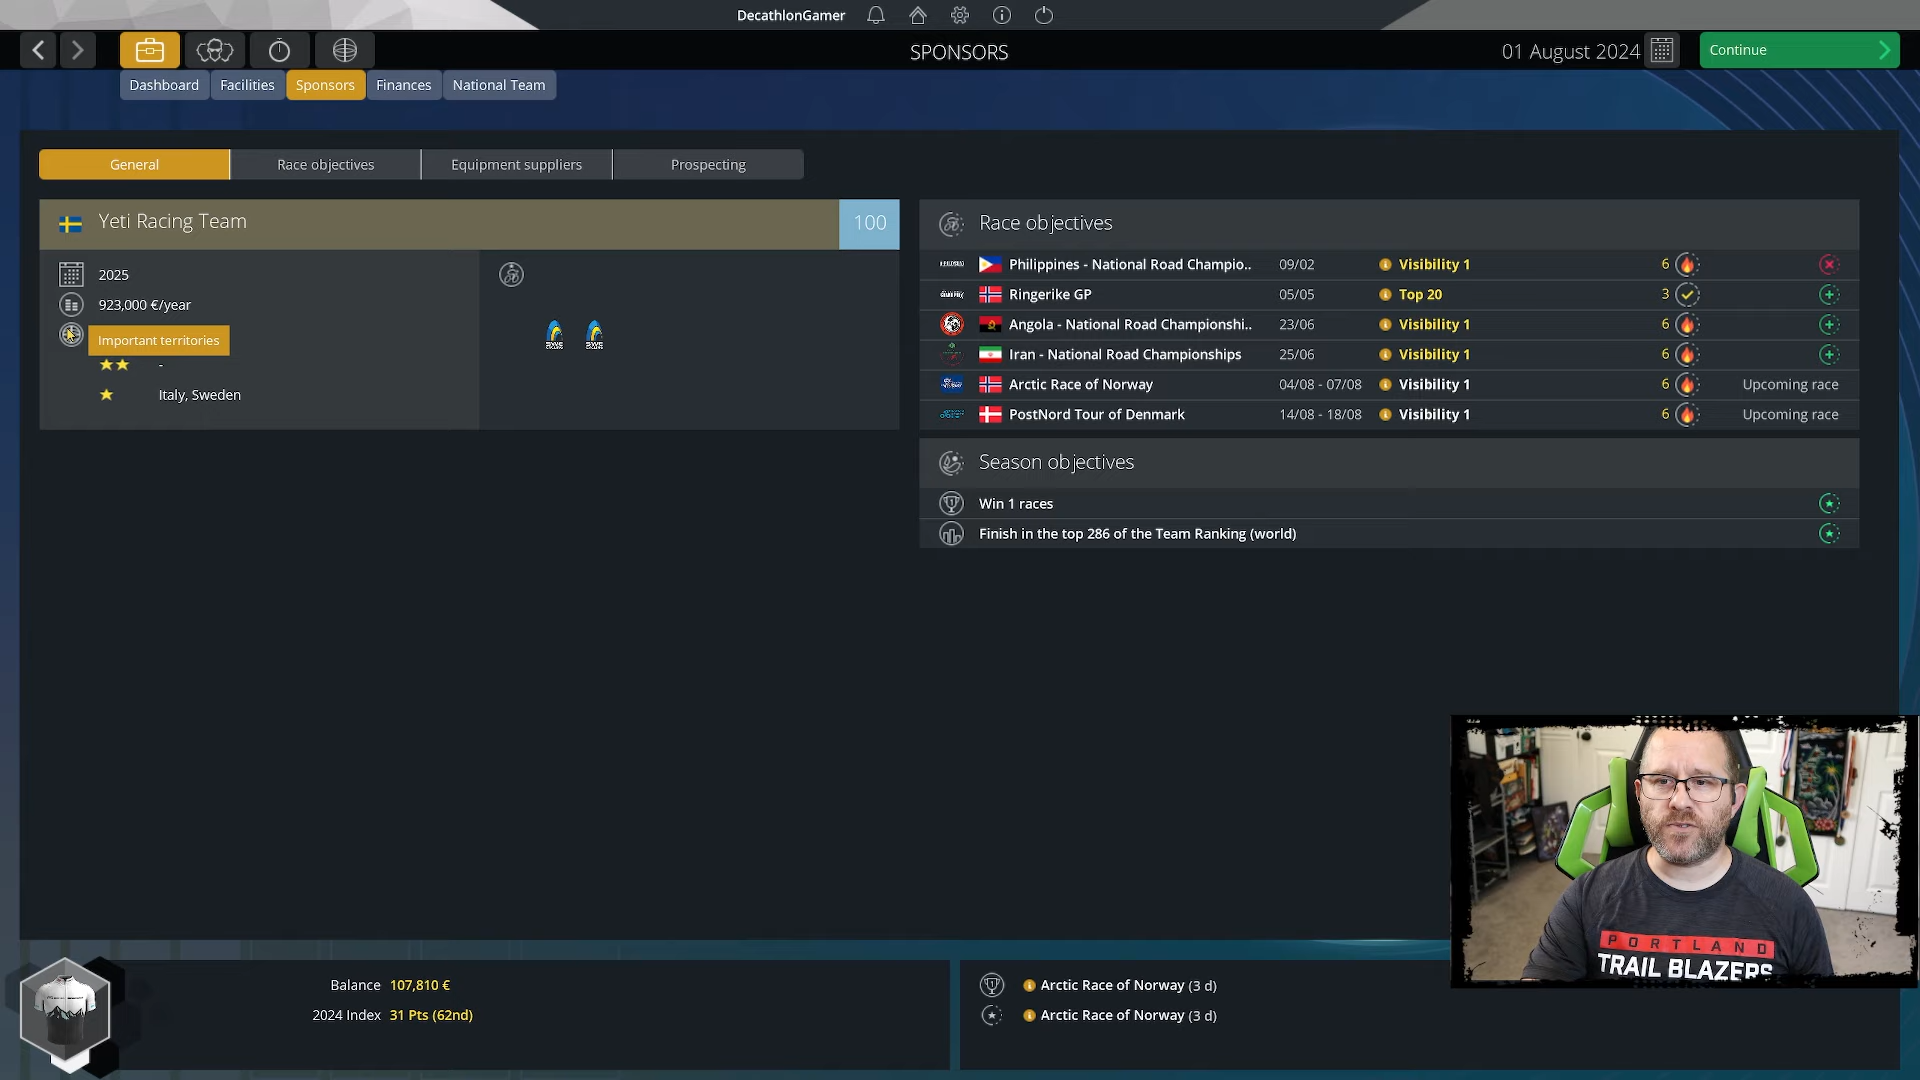 DecathlonGamer
SPONSORS
01 August 2024
Continue
Dashboard
Facilities
Sponsors
Finances
National Team
General
Race objectives
Equipment suppliers
Prospecting
Yeti Racing Team
100
2025
923,000 €/year
Important territories
-
Italy, Sweden
Race objectives
Philippines - National Road Champio.. 09/02 Visibility 1 6
Ringerike GP 05/05 Top 20 3
Angola - National Road Championshi.. 23/06 Visibility 1 6
Iran - National Road Championships 25/06 Visibility 1 6
Arctic Race of Norway 04/08 - 07/08 Visibility 1 6 Upcoming race
PostNord Tour of Denmark 14/08 - 18/08 Visibility 1 6 Upcoming race
Season objectives
Win 1 races
Finish in the top 286 of the Team Ranking (world)
Balance 107,810 €
2024 Index 31 Pts (62nd)
Arctic Race of Norway (3 d)
Arctic Race of Norway (3 d)
PORTLAND
TRAIL BLAZERS